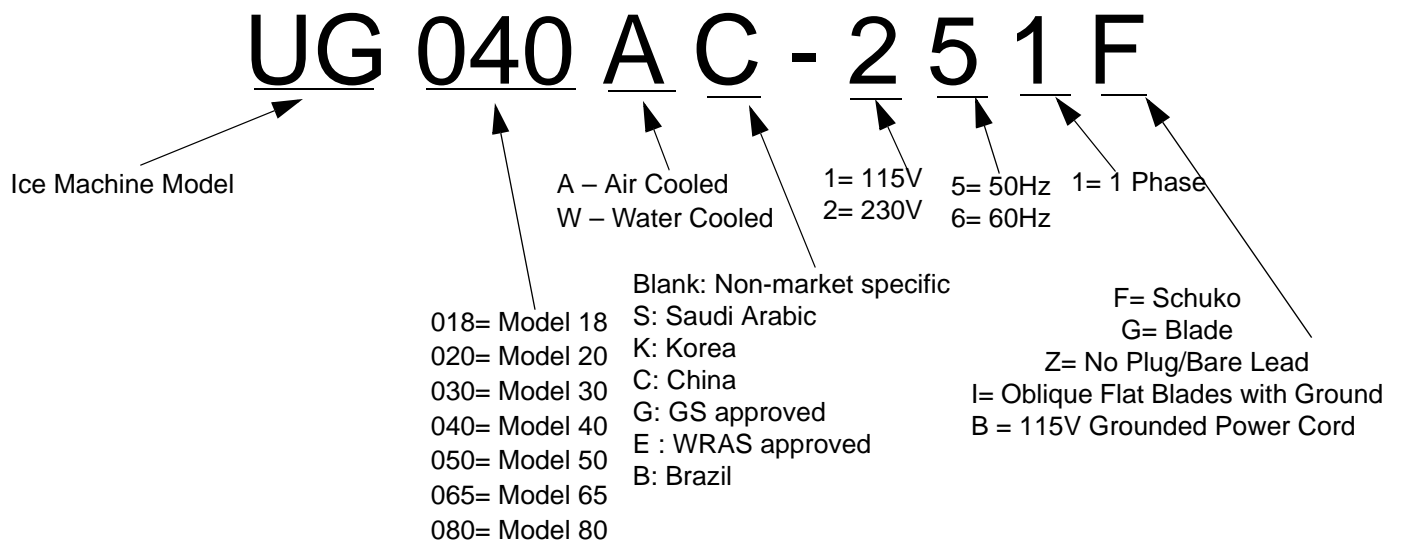 UG 040 A C - 2 5 1 F
Ice Machine Model
A – Air Cooled
W – Water Cooled
1= 115V
2= 230V
5= 50Hz
6= 60Hz
1= 1 Phase
018= Model 18
020= Model 20
030= Model 30
040= Model 40
050= Model 50
065= Model 65
080= Model 80
Blank: Non-market specific
S: Saudi Arabic
K: Korea
C: China
G: GS approved
E : WRAS approved
B: Brazil
F= Schuko
G= Blade
Z= No Plug/Bare Lead
I= Oblique Flat Blades with Ground
B = 115V Grounded Power Cord